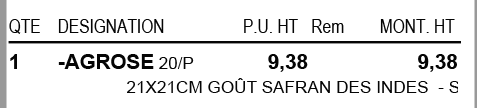 QTE DESIGNATION P.U. HT Rem MONT. HT
1 -AGROSE 20/P 9,38 9,38
21X21CM GOÛT SAFRAN DES INDES - S